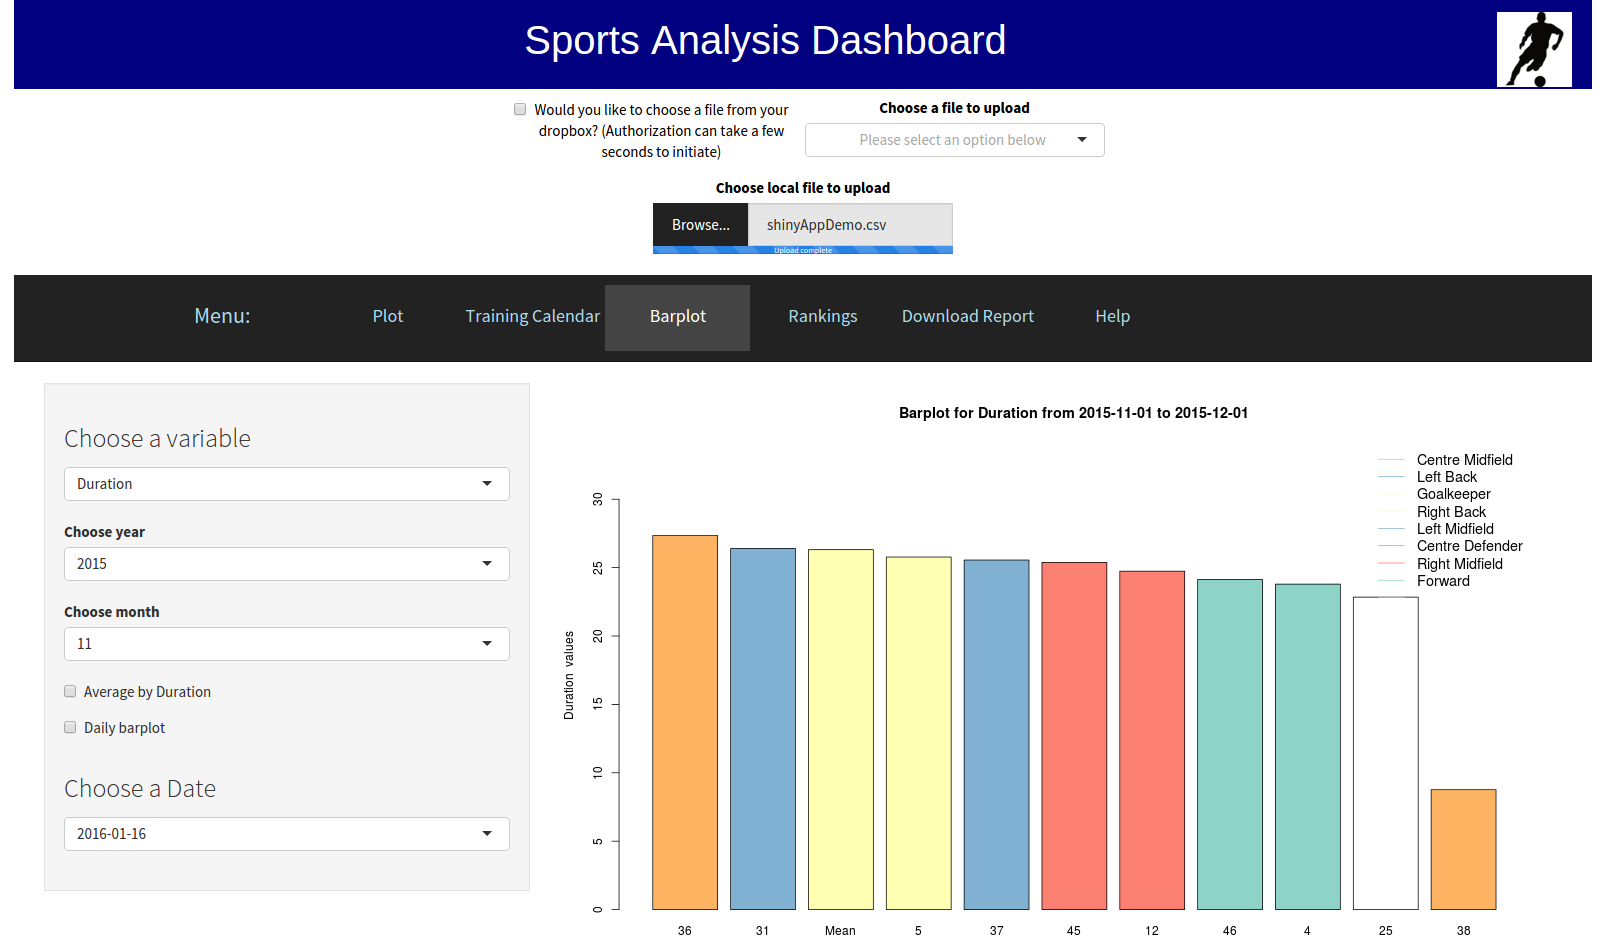 Sports Analysis Dashboard
Would you like to choose a file from your
dropbox? (Authorization can take a few
seconds to initiate)
Choose a file to upload
Please select an option below
Choose local file to upload
Browse...
shinyAppDemo.csv
Upload complete
Menu:
Plot
Training Calendar
Barplot
Rankings
Download Report
Help
Choose a variable
Duration
Choose year
2015
Choose month
11
Average by Duration
Daily barplot
Choose a Date
2016-01-16
Barplot for Duration from 2015-11-01 to 2015-12-01
Centre Midfield
Left Back
Goalkeeper
Right Back
Left Midfield
Centre Defender
Right Midfield
Forward
Duration values
30
25
20
15
10
5
0
36 31 Mean 5 37 45 12 46 4 25 38